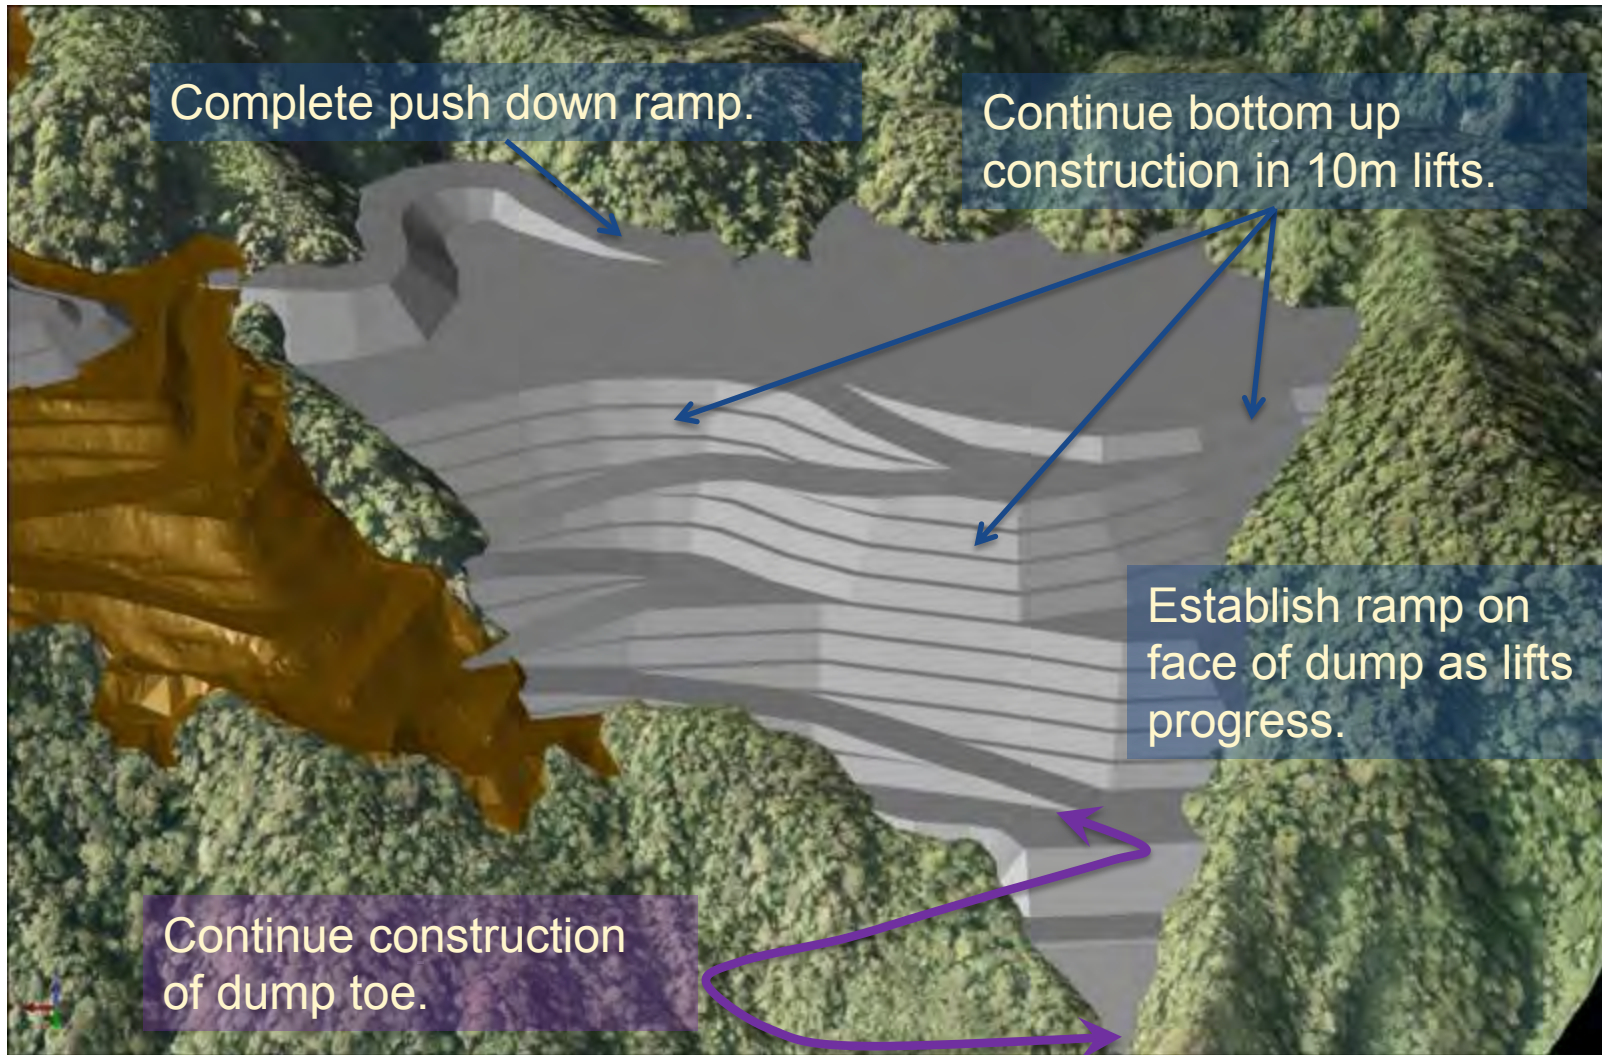 Complete push down ramp.
Continue bottom up
construction in 10m lifts.
Establish ramp on
face of dump as lifts
progress.
Continue construction
of dump toe.